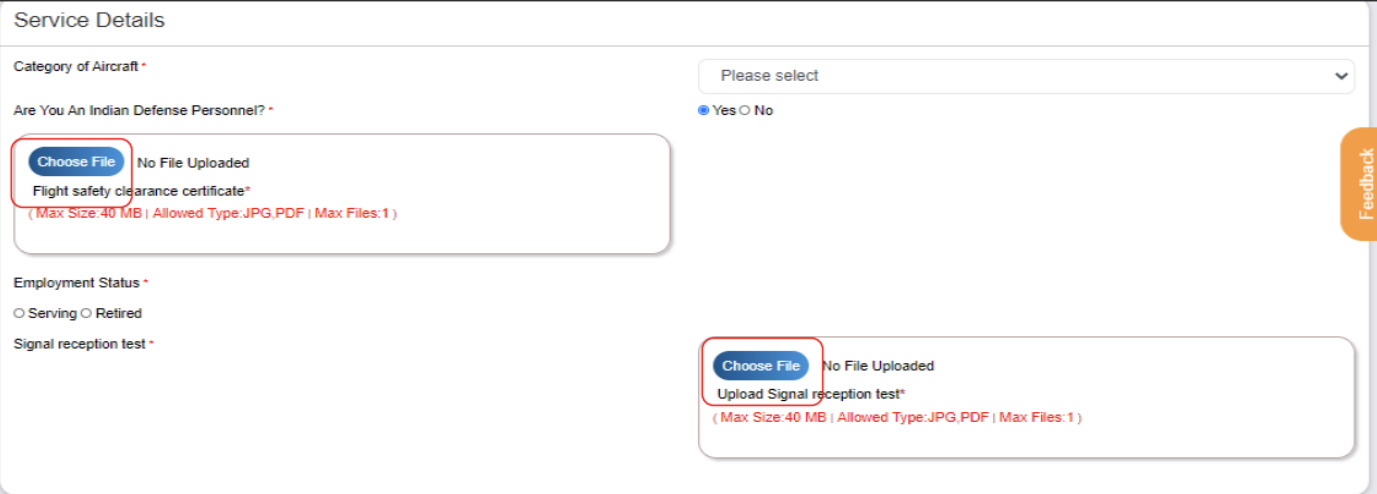 Service Details
Category of Aircraft *
Please select
Are You An Indian Defense Personnel? *
Yes No
Choose File No File Uploaded
Flight safety clearance certificate*
( Max Size:40 MB | Allowed Type:JPG,PDF | Max Files:1 )
Feedback
Employment Status *
Serving Retired
Signal reception test *
Choose File No File Uploaded
Upload Signal reception test*
( Max Size:40 MB | Allowed Type:JPG,PDF | Max Files:1 )